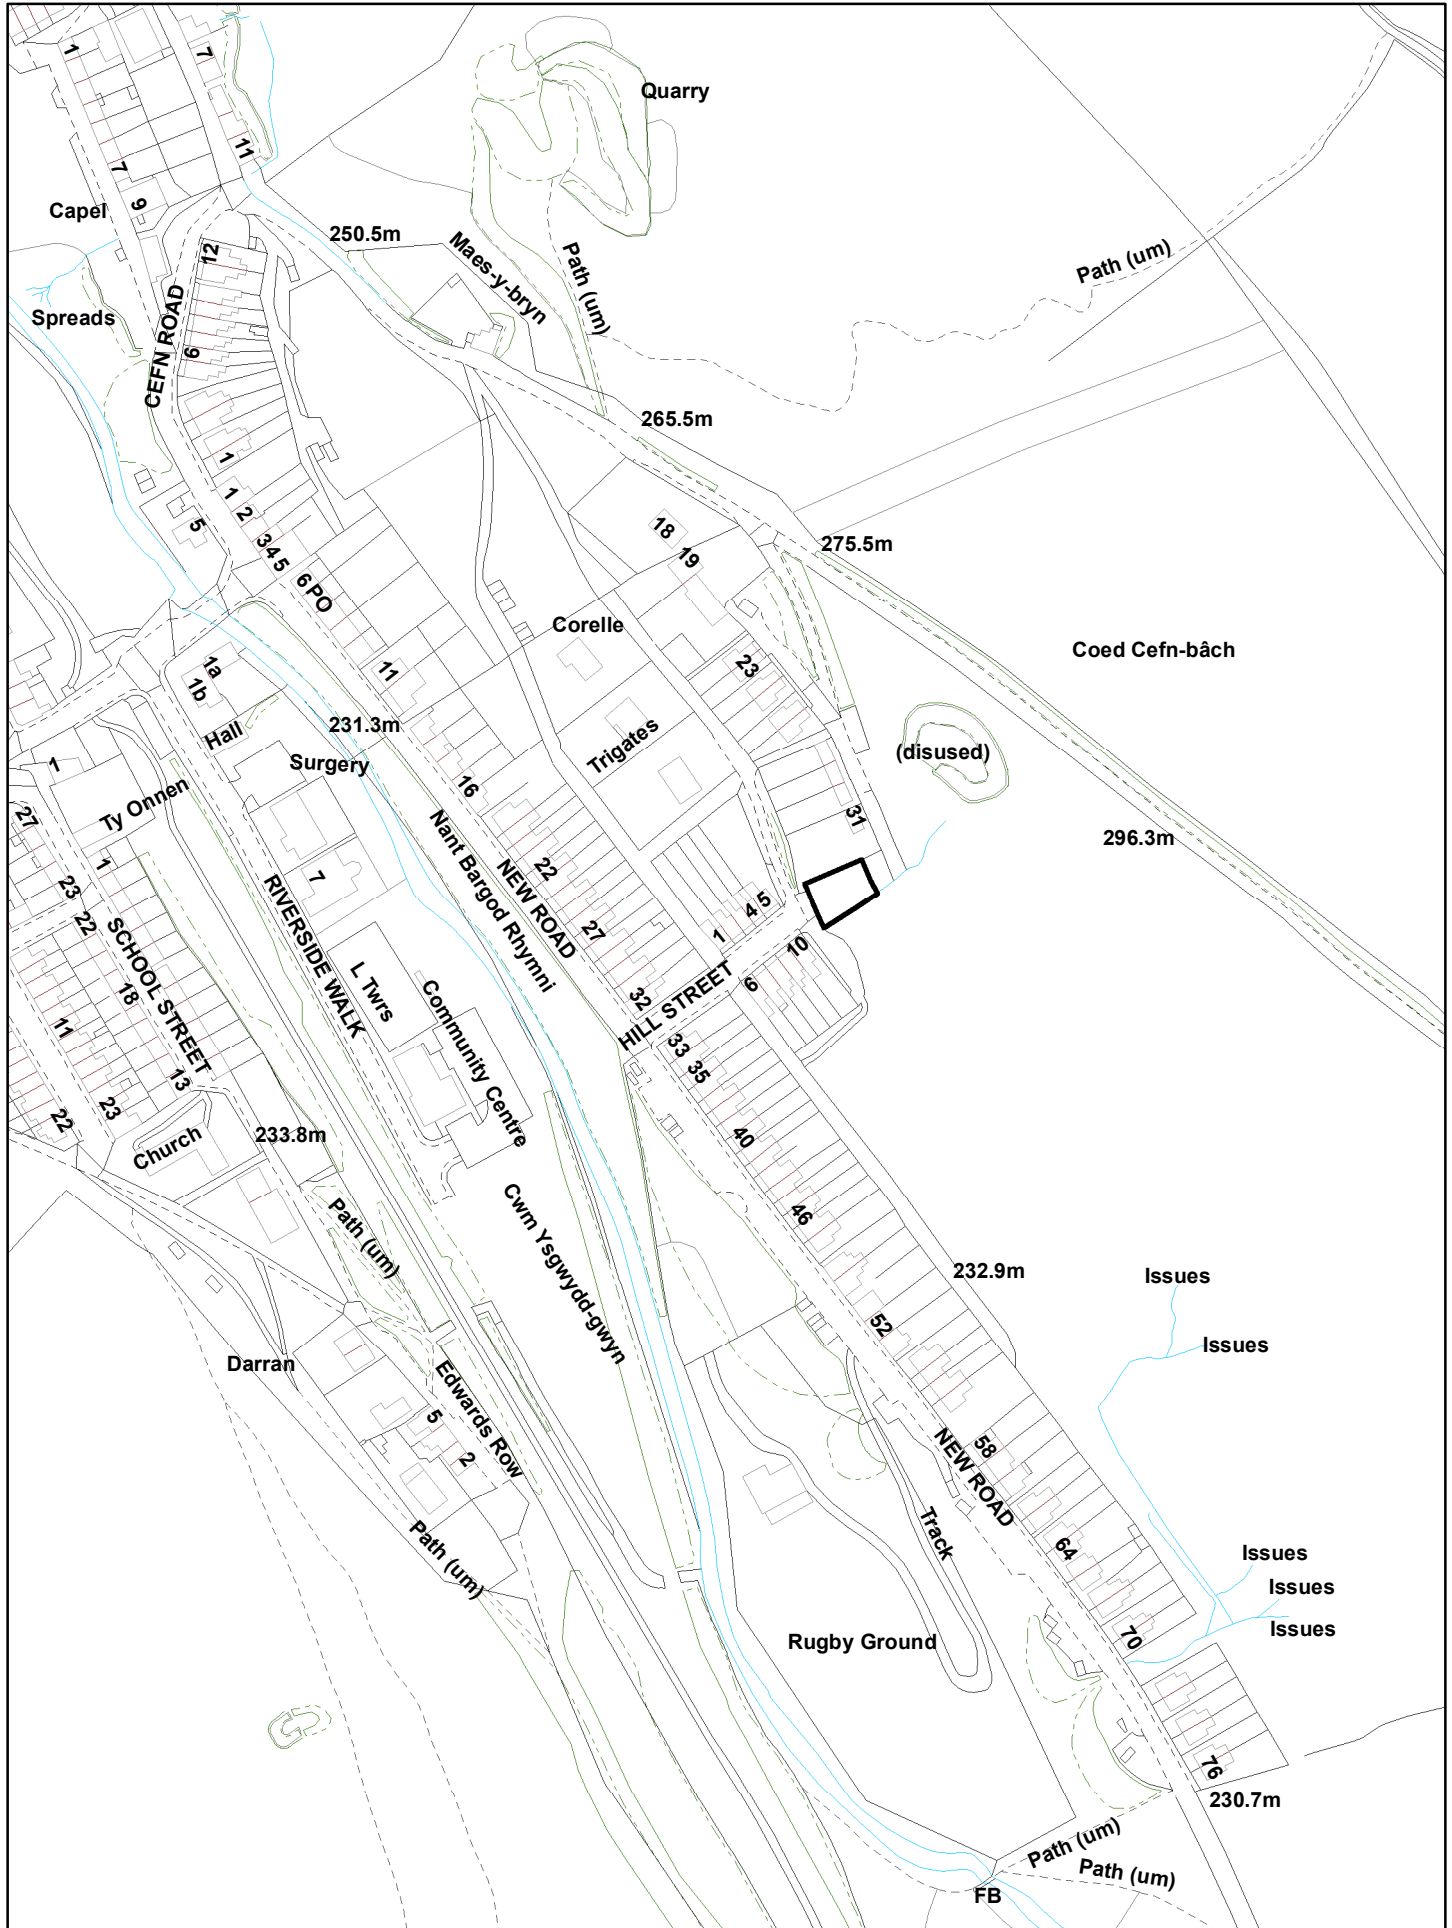 1
7
Quarry
7
11
9
Capel
250.5m
Maes-y-bryn
Path (um)
Path (um)
12
Spreads
CEFN ROAD
6
265.5m
1
1
2
5
3 4 5
18
19
275.5m
6 PO
Corelle
Coed Cefn-bâch
23
1a
1b
11
Hall
231.3m
Trigates
(disused)
Surgery
1
16
Ty Onnen
27
31
296.3m
Nant Bargod Rhymni
NEW ROAD
22
1
7
23
RIVERSIDE WALK
22
27
4 5
1
10
SCHOOL STREET
L Twrs
Community Centre
HILL STREET
6
32
18
11
33
35
13
23
22
Church
233.8m
40
Path (um)
Cwm Ysgwydd-gwyn
46
232.9m
Issues
52
Issues
Darran
Edwards Row
5
2
58
NEW ROAD
Track
64
Path (um)
Issues
Issues
Issues
70
Rugby Ground
76
230.7m
Path (um)
Path (um)
FB